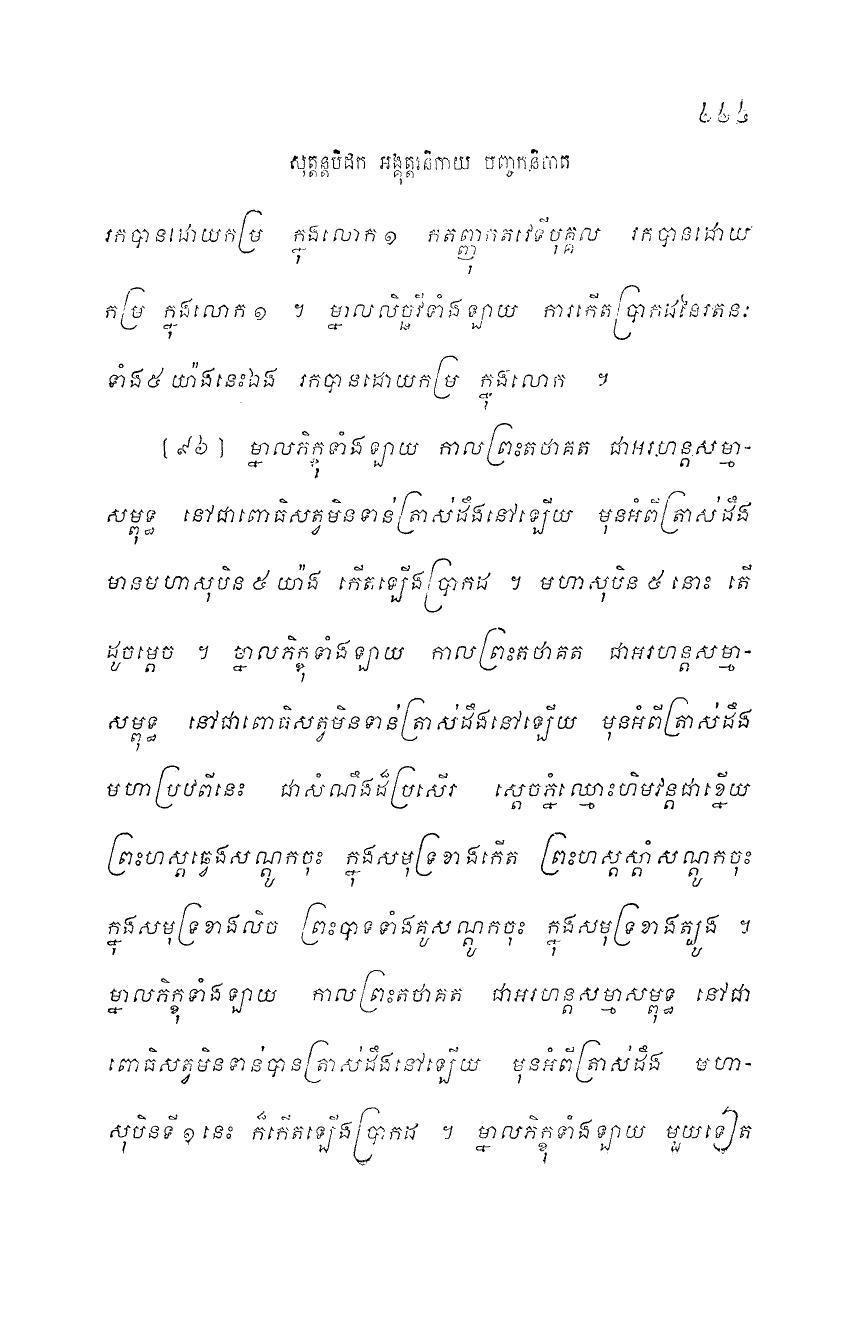 ៤៤៤
សុត្តន្តបិដក អង្គុត្តរនិកាយ បញ្ចកនិបាត
រកបានដោយកម្រ ក្នុងលោក ១ កតញ្ញុកតវេទីបុគ្គល រកបានដោយ
កម្រ ក្នុងលោក ១ ។ ម្នាលលិច្ឆវីទាំងឡាយ ការកើតប្រាកដនៃរតនៈ
ទាំង ៥ យ៉ាងនេះឯង រកបានដោយកម្រ ក្នុងលោក ។
[៩៦] ម្នាលភិក្ខុទាំងឡាយ កាលព្រះតថាគត ជាអរហន្តសម្មា-
សម្ពុទ្ធ នៅជាពោធិសត្វមិនទាន់ត្រាស់ដឹងនៅឡើយ មុនអំពីត្រាស់ដឹង
មានមហាសុបិន ៥ យ៉ាង កើតឡើងប្រាកដ ។ មហាសុបិន ៥ នោះ តើ
ដូចម្តេច ។ ម្នាលភិក្ខុទាំងឡាយ កាលព្រះតថាគត ជាអរហន្តសម្មា-
សម្ពុទ្ធ នៅជាពោធិសត្វមិនទាន់ត្រាស់ដឹងនៅឡើយ មុនអំពីត្រាស់ដឹង
មហាប្រឋពីនេះ ជាសំណឹងដ៏ប្រសើរ ស្តេចភ្នំឈ្មោះហិមវន្តជាខ្នើយ
ព្រះហស្តឆ្វេងសណ្តូកចុះ ក្នុងសមុទ្រខាងកើត ព្រះហស្តស្តាំសណ្តូកចុះ
ក្នុងសមុទ្រខាងលិច ព្រះបាទទាំងគូសណ្តូកចុះ ក្នុងសមុទ្រខាងត្បូង ។
ម្នាលភិក្ខុទាំងឡាយ កាលព្រះតថាគត ជាអរហន្តសម្មាសម្ពុទ្ធ នៅជា
ពោធិសត្វមិនទាន់បានត្រាស់ដឹងនៅឡើយ មុនអំពីត្រាស់ដឹង មហា-
សុបិនទី ១ នេះ ក៏កើតឡើងប្រាកដ ។ ម្នាលភិក្ខុទាំងឡាយ មួយទៀត